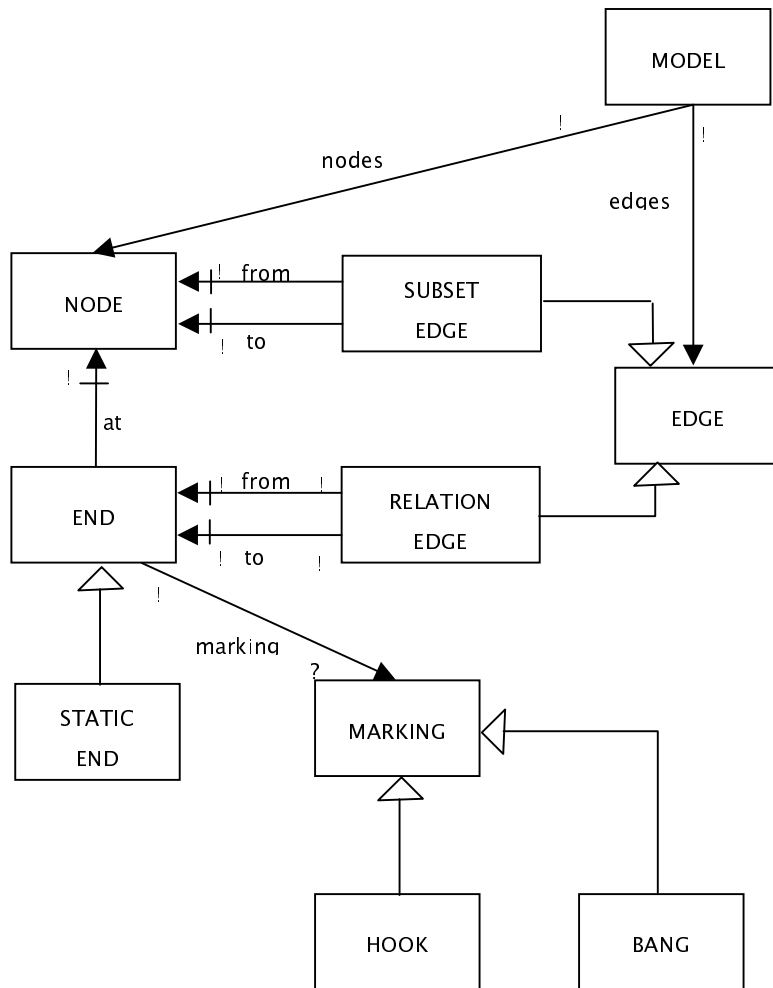 MODEL
!
!
nodes
edges
NODE
! from
SUBSET
EDGE
! to
!
at
EDGE
END
! from !
RELATION
EDGE
! to !
!
marking
?
STATIC
END
MARKING
HOOK
BANG